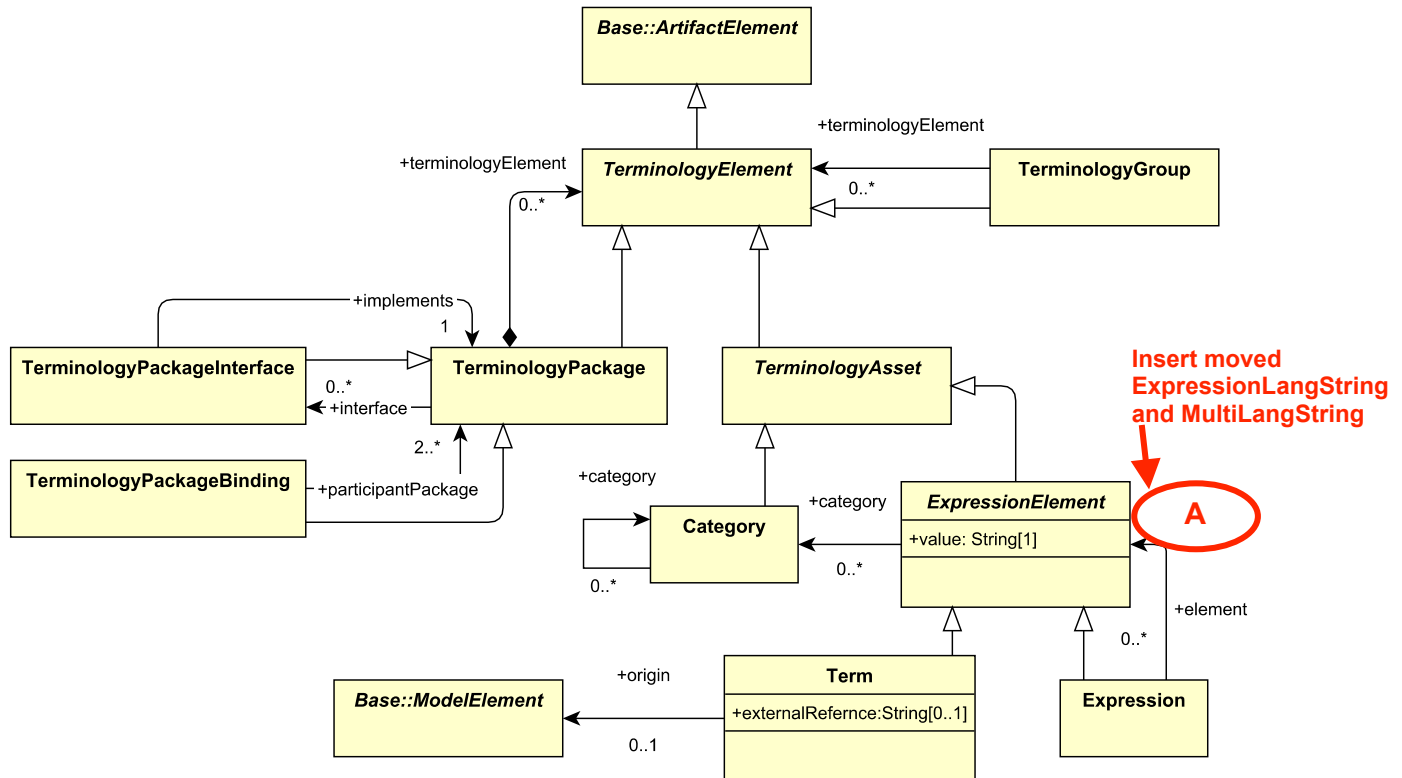 Base::ArtifactElement
+terminologyElement
+terminologyElement
TerminologyElement
TerminologyGroup
0..*
0..*
+implements
1
TerminologyPackageInterface
TerminologyPackage
TerminologyAsset
Insert moved
ExpressionLangString
and MultiLangString
0..*
+interface
2..*
TerminologyPackageBinding
+participantPackage
+category
+category
ExpressionElement
A
Category
+value: String[1]
0..*
0..*
+element
0..*
+origin
Term
Base::ModelElement
+externalRefernce:String[0..1]
Expression
0..1